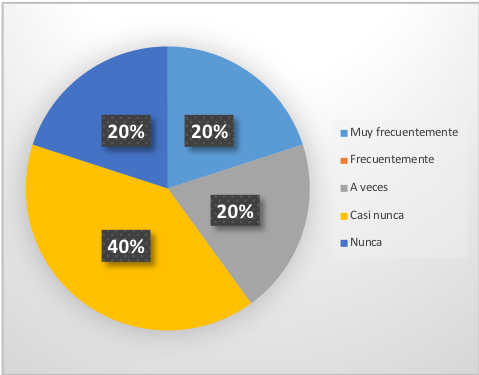 20%
20%
20%
40%
Muy frecuentemente
Frecuentemente
A veces
Casi nunca
Nunca